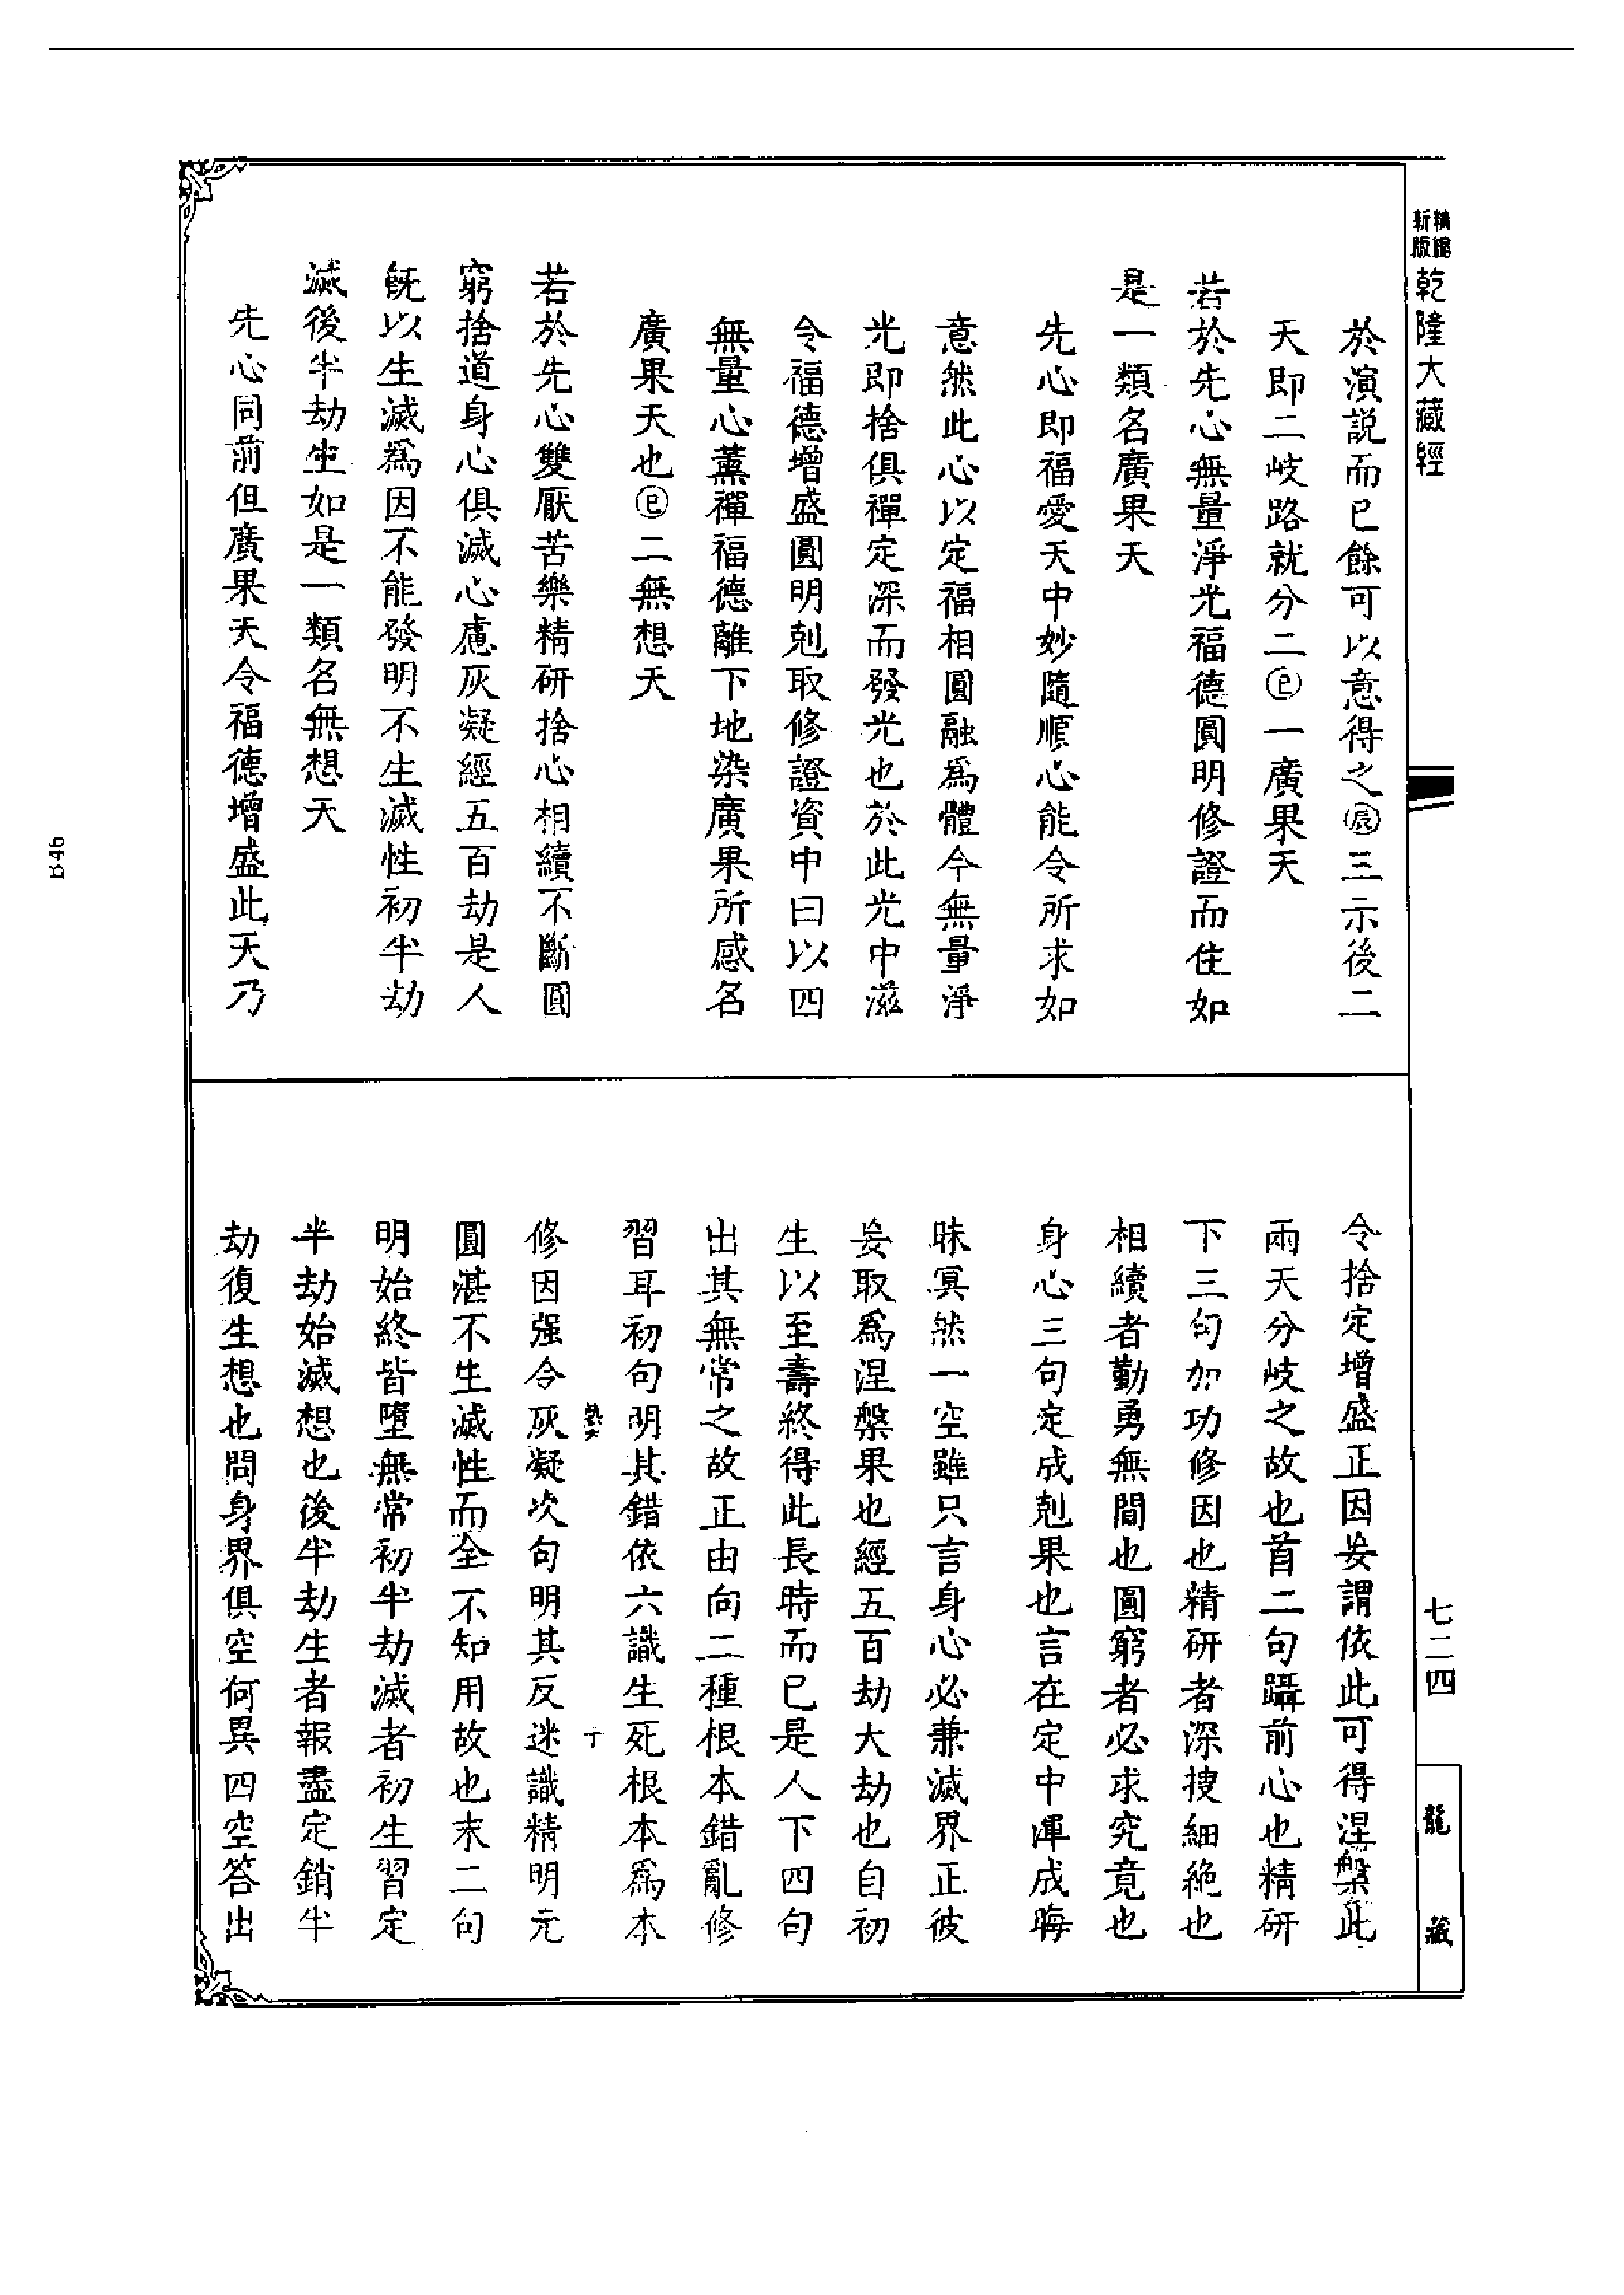 新版
精縮
乾隆大藏經
於演説而已餘可以意得之㊁三示後二
天即二岐路就分二㊀一廣果天
若於先心無量淨光福德圓明修證而住如
是一類名廣果天
先心即福愛天中妙隨順心能令所求如
意然此心以定福相圓融爲體今無量淨
光即捨俱禪定深而發光也於此光中滋
令福德增盛圓明剋取修證資中曰以四
無量心薰禪福德離下地染廣果所感名
廣果天也二無想天
若於先心雙厭苦樂精研捨心相續不斷圓
窮捨道身心俱滅心慮灰凝經五百劫是人
旣以生滅爲因不能發明不生滅性初半劫
滅後半劫生如是一類名無想天
先心同前但廣果天令福德增盛此天乃
令捨定增盛正因妄謂依此可得涅槃此
兩天分岐之故也首二句躡前心也精研
下三句加功修因也精研者深搜細絶也
相續者勤勇無間也圓窮者必求究竟也
身心三句定成剋果也言在定中渾成晦
昧冥然一空雖只言身心必兼滅界正彼
妄取爲涅槃果也經五百劫大劫也自初
生以至壽終得此長時而已是人下四句
出其無常之故正由向二種根本錯亂修
習耳初句明其錯依六識生死根本爲本
修因强合灰凝次句明其反迷識精明元
圓湛不生滅性而全不知用故也末二句
明始終皆墮無常初半劫滅者初生習定
半劫始滅想也後半劫生者報盡定銷半
劫復生想也問身界俱空何異四空答出
七二四
龍藏
B46